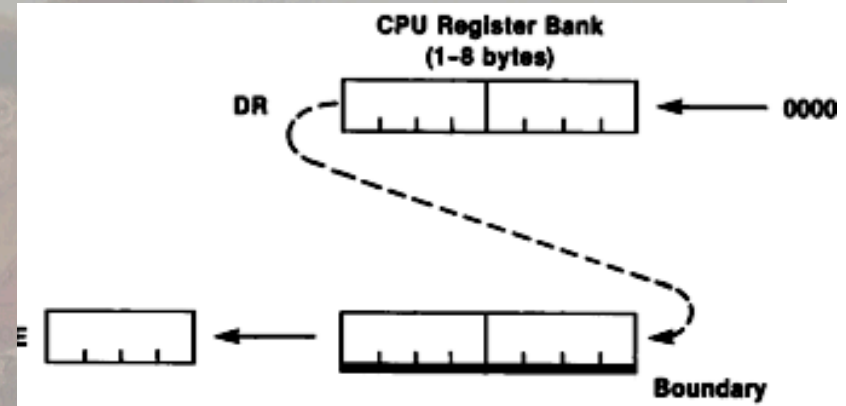 CPU Register Bank
(1-8 bytes)
DR
0000
E
Boundary